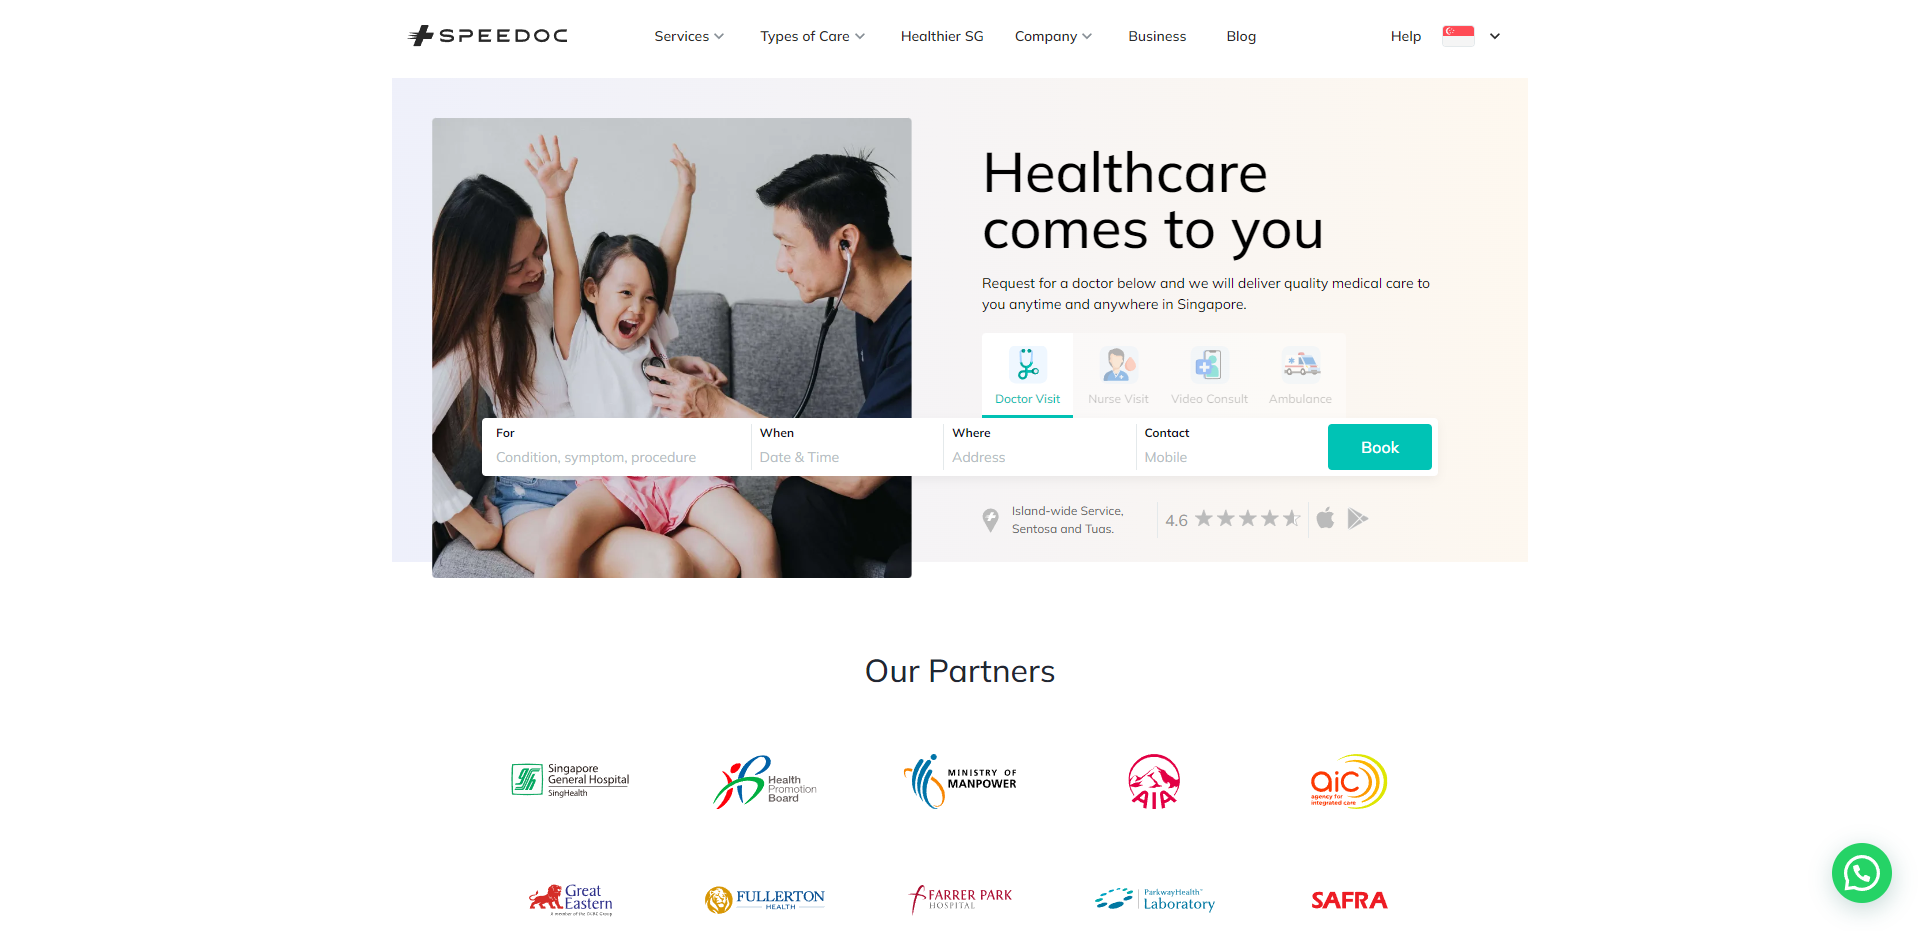 SPEEDOC
Services
Types of Care
Healthier SG
Company
Business
Blog
Help
Healthcare
comes to you
Request for a doctor below and we will deliver quality medical care to
you anytime and anywhere in Singapore.
Doctor Visit
Nurse Visit
Video Consult
Ambulance
For
Condition, symptom, procedure
When
Date & Time
Where
Address
Contact
Mobile
Book
Island-wide Service,
Sentosa and Tuas.
4.6
Our Partners
Singapore
General Hospital
SingHealth
Health
Promotion
Board
MINISTRY OF
MANPOWER
AIA
aic
agency for
integrated care
Great
Eastern
A member of the OCBC Group
FULLERTON
HEALTH
FARRER PARK
HOSPITAL
ParkwayHealth
Laboratory
SAFRA